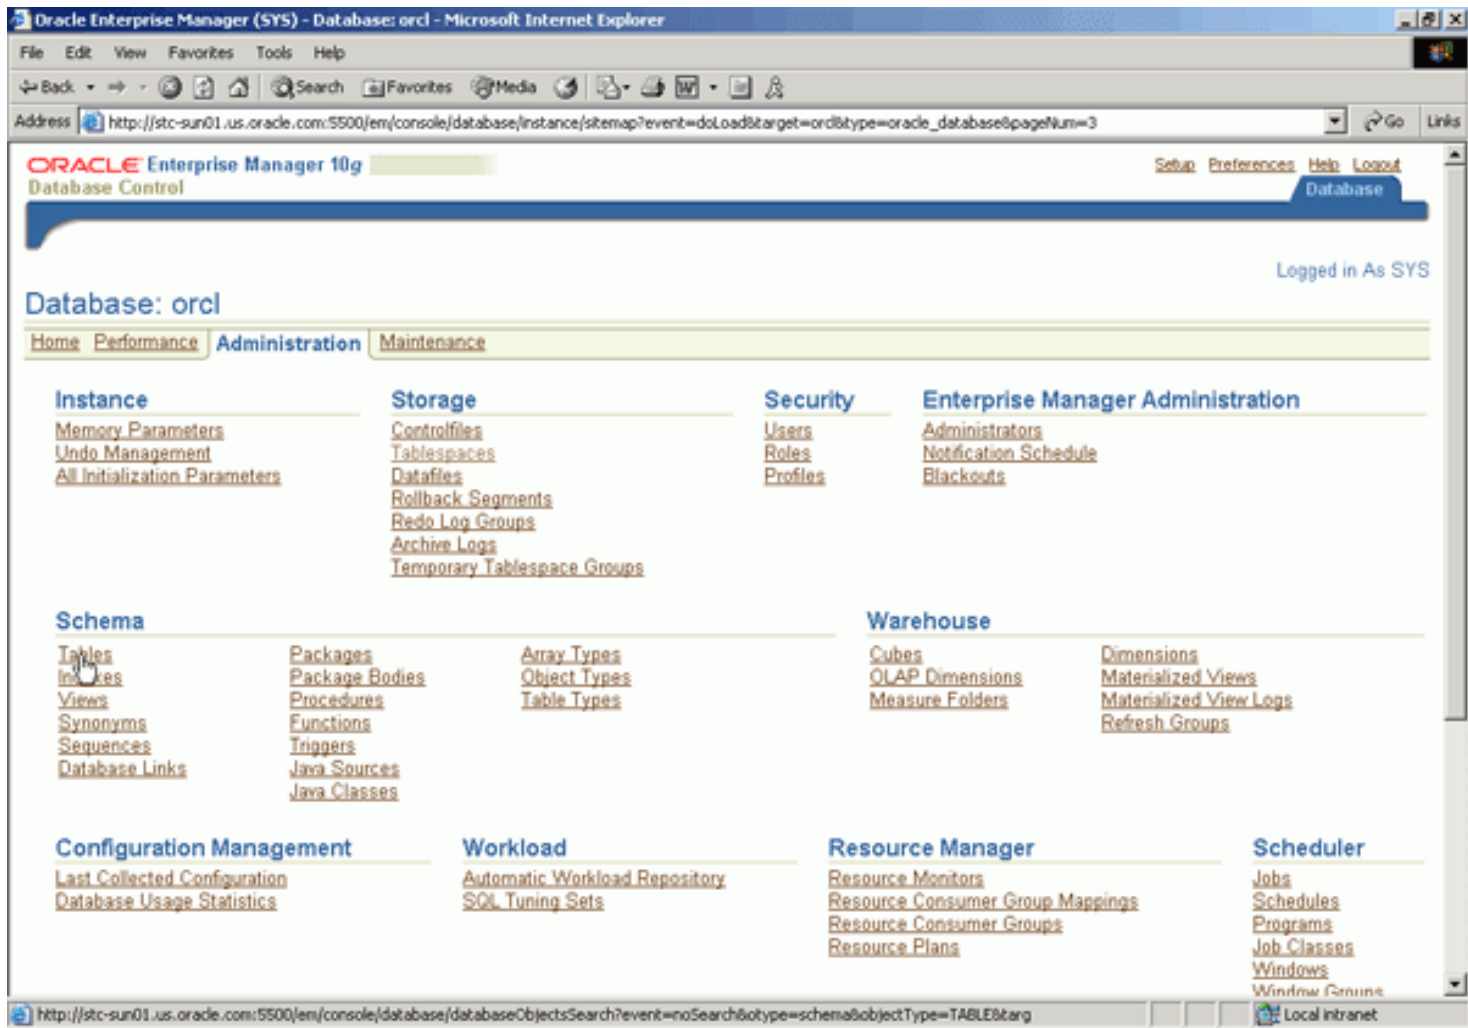 Oracle Enterprise Manager (SYS) - Database: orcl - Microsoft Internet Explorer
File Edit View Favorites Tools Help
Back Search Favorites Media
Address http://stc-sun01.us.oracle.com:5500/em/console/database/instance/sitemap?event=doLoad&target=orcl&type=oracle_database&pageNum=3 Go Links
ORACLE Enterprise Manager 10g
Database Control
Setup Preferences Help Logout
Database
Logged in As SYS
Database: orcl
Home Performance Administration Maintenance
Instance
Memory Parameters
Undo Management
All Initialization Parameters
Storage
Controlfiles
Tablespaces
Datafiles
Rollback Segments
Redo Log Groups
Archive Logs
Temporary Tablespace Groups
Security
Users
Roles
Profiles
Enterprise Manager Administration
Administrators
Notification Schedule
Blackouts
Schema
Tables
Indexes
Views
Synonyms
Sequences
Database Links
Packages
Package Bodies
Procedures
Functions
Triggers
Java Sources
Java Classes
Array Types
Object Types
Table Types
Warehouse
Cubes
OLAP Dimensions
Measure Folders
Dimensions
Materialized Views
Materialized View Logs
Refresh Groups
Configuration Management
Last Collected Configuration
Database Usage Statistics
Workload
Automatic Workload Repository
SQL Tuning Sets
Resource Manager
Resource Monitors
Resource Consumer Group Mappings
Resource Consumer Groups
Resource Plans
Scheduler
Jobs
Schedules
Programs
Job Classes
Windows
Window Groups
http://stc-sun01.us.oracle.com:5500/em/console/database/databaseObjectsSearch?event=noSearch&otype=schema&objectType=TABLE&targ
Local intranet